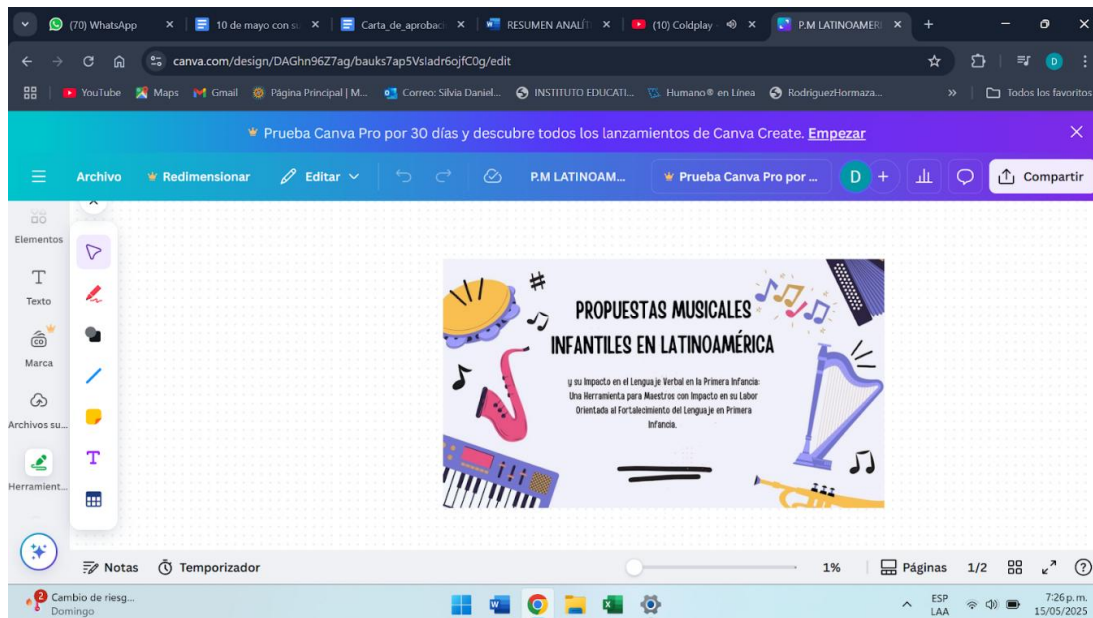 (70) WhatsApp
10 de mayo con su
Carta_de_aprobac
RESUMEN ANALÍT
(10) Coldplay -
P.M LATINOAMER
canva.com/design/DAGhn96Z7ag/bauks7ap5Vsladr6ojfC0g/edit
YouTube
Maps
Gmail
Página Principal | M...
Correo: Silvia Daniel...
INSTITUTO EDUCATI...
Humano® en Línea
RodriguezHormaza...
»
Todos los favoritos
Prueba Canva Pro por 30 días y descubre todos los lanzamientos de Canva Create. Empezar
Archivo
Redimensionar
Editar
P.M LATINOAM...
Prueba Canva Pro por ...
D
+
Compartir
Elementos
Texto
Marca
Archivos su...
Herramient...
PROPUESTAS MUSICALES
INFANTILES EN LATINOAMÉRICA
y su Impacto en el Lenguaje Verbal en la Primera Infancia:
Una Herramienta para Maestros con Impacto en su Labor
Orientada al Fortalecimiento del Lenguaje en Primera
Infancia.
Notas
Temporizador
1%
Páginas
1/2
2
Cambio de riesg...
Domingo
ESP
LAA
7:26 p.m.
15/05/2025